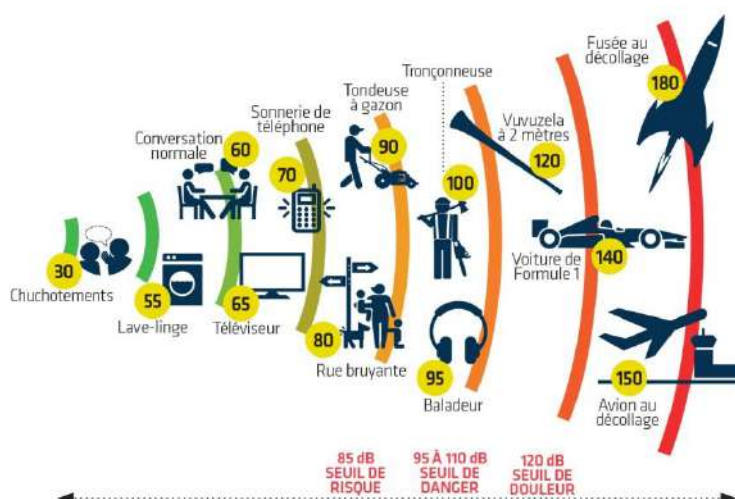 30
Chuchotements
55
Lave-linge
Conversation
normale
60
65
Téléviseur
Sonnerie de
téléphone
70
80
Rue bruyante
Tondeuse
à gazon
90
Tronçonneuse
100
95
Baladeur
Vuvuzela
à 2 mètres
120
Voiture de
Formule 1
140
Fusée au
décollage
180
150
Avion au
décollage
85 dB
SEUIL DE
RISQUE
95 À 110 dB
SEUIL DE
DANGER
120 dB
SEUIL DE
DOULEUR